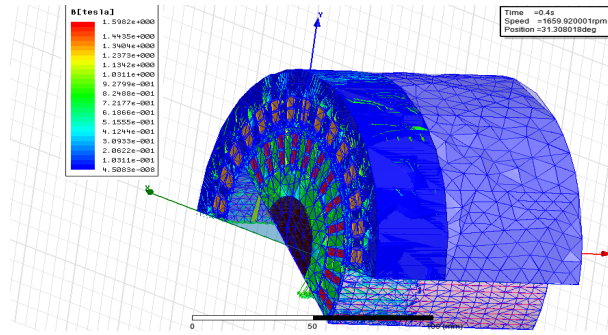 B[tesla]
1.5982e+000
1.4435e+000
1.3404e+000
1.2373e+000
1.1342e+000
1.0311e+000
9.2799e-001
8.2488e-001
7.2177e-001
6.1866e-001
5.1555e-001
4.1244e-001
3.0933e-001
2.0622e-001
1.0311e-001
4.5083e-008
Time =0.4s
Speed =1659.920001rpm
Position =31.308018deg
Y
X
0
50
100 (mm)